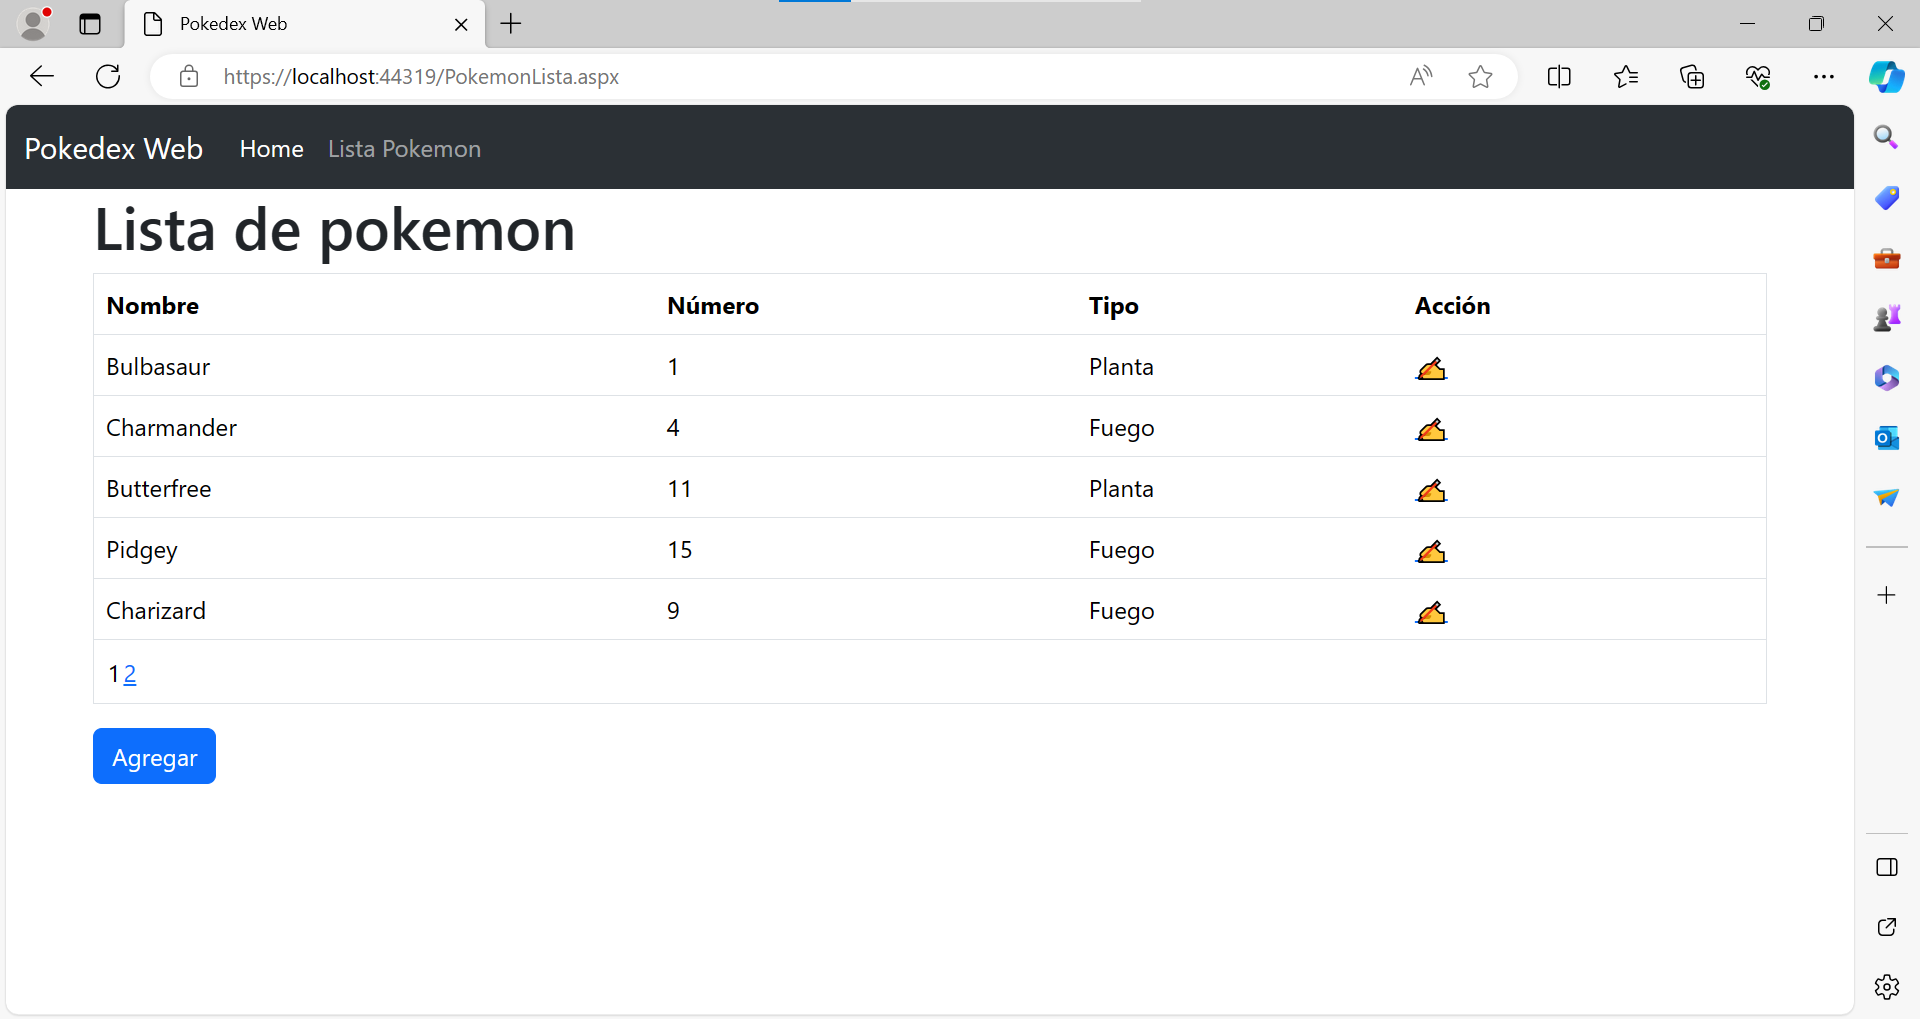 Pokedex Web
https://localhost:44319/PokemonLista.aspx
Pokedex Web Home Lista Pokemon
Lista de pokemon
Nombre Número Tipo Acción
Bulbasaur 1 Planta
Charmander 4 Fuego
Butterfree 11 Planta
Pidgey 15 Fuego
Charizard 9 Fuego
1 2
Agregar